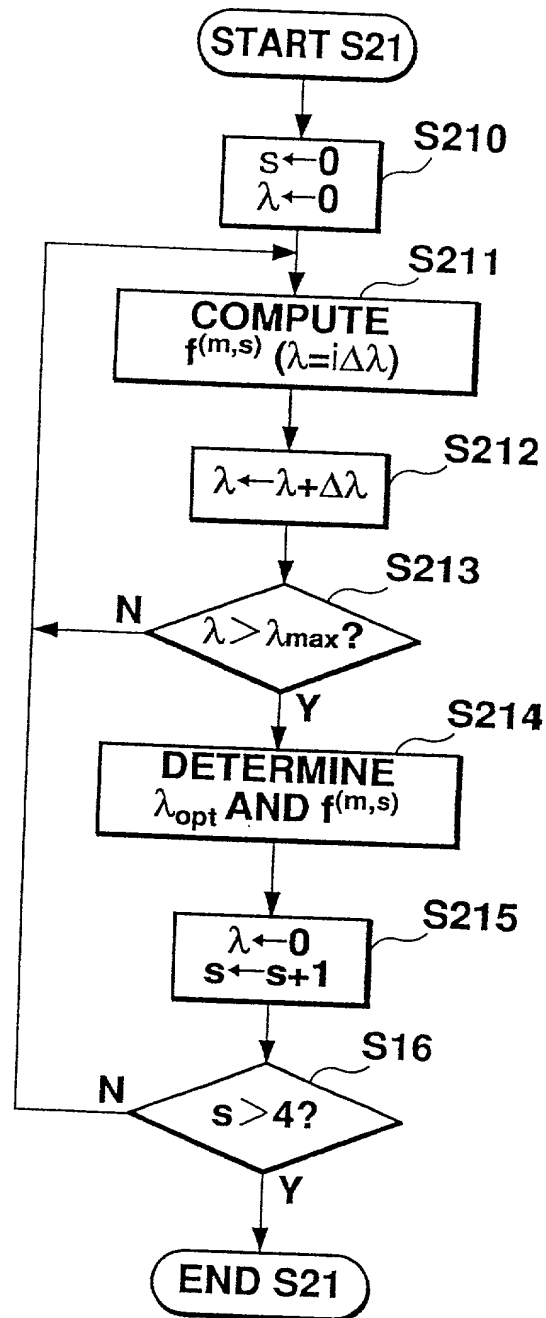 START S21
S210
s←0
λ←0
S211
COMPUTE
f(m,s) (λ=iΔλ)
S212
λ←λ+Δλ
S213
N
λ>λmax?
Y
S214
DETERMINE
λopt AND f(m,s)
S215
λ←0
s←s+1
S16
N
s>4?
Y
END S21